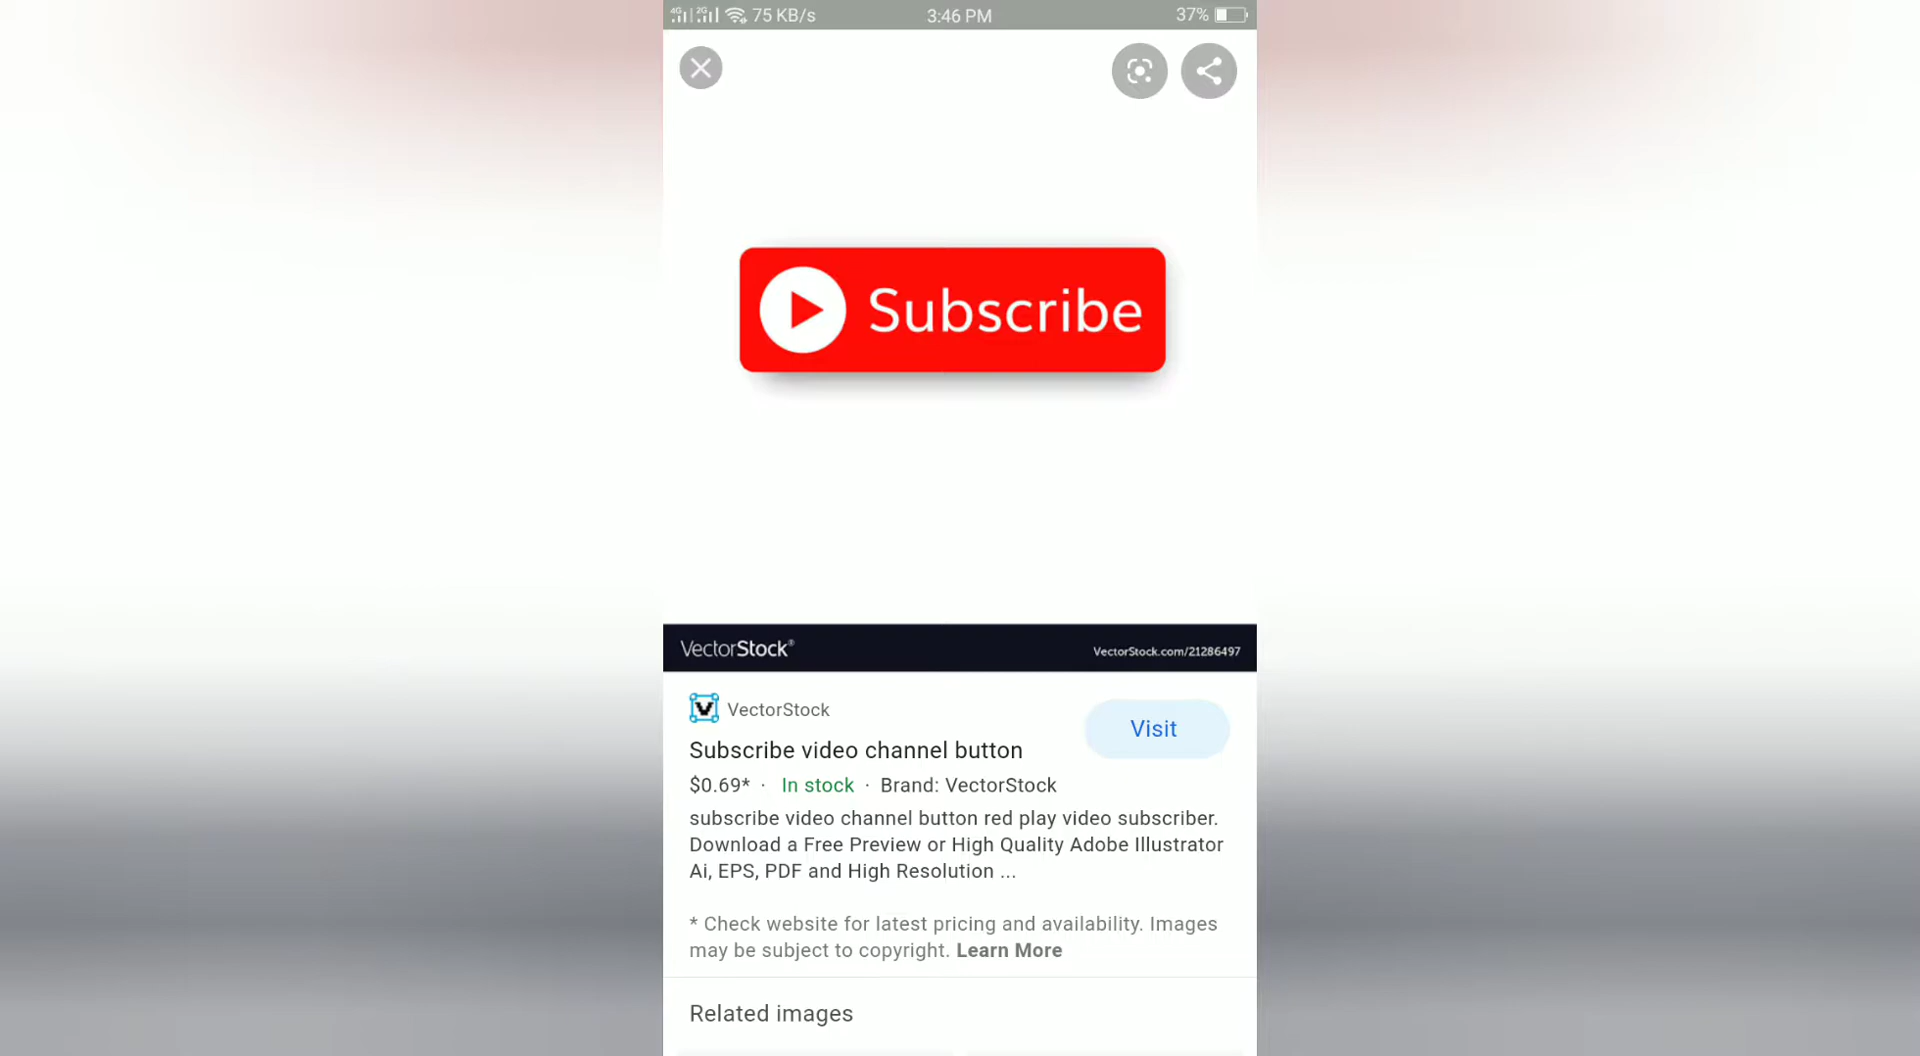 4G 2G 75 KB/s 3:46 PM 37%
Subscribe
VectorStock® VectorStock.com/21286497
VectorStock
Visit
Subscribe video channel button
$0.69* · In stock · Brand: VectorStock
subscribe video channel button red play video subscriber.
Download a Free Preview or High Quality Adobe Illustrator
Ai, EPS, PDF and High Resolution ...
* Check website for latest pricing and availability. Images
may be subject to copyright. Learn More
Related images